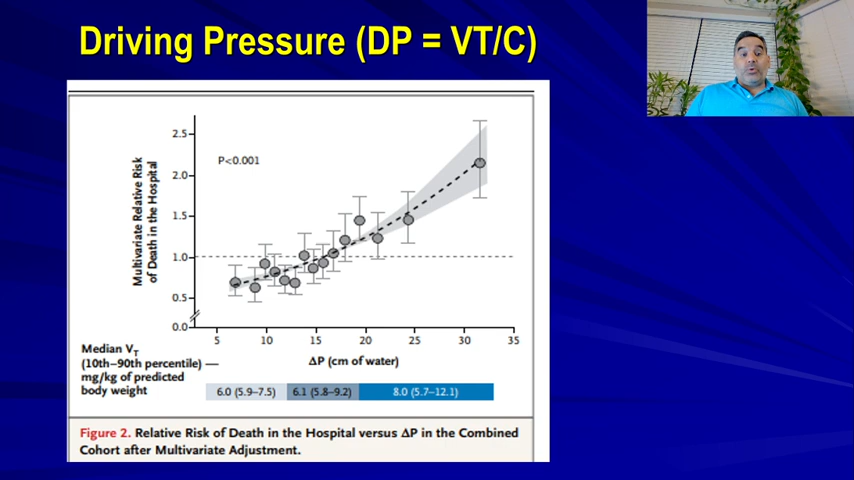 Driving Pressure (DP = VT/C)
2.5
2.0
1.5
1.0
0.5
0.0
P<0.001
Multivariate Relative Risk
of Death in the Hospital
5 10 15 20 25 30 35
ΔP (cm of water)
Median VT
(10th–90th percentile) —
mg/kg of predicted
body weight
6.0 (5.9–7.5) 6.1 (5.8–9.2) 8.0 (5.7–12.1)
Figure 2. Relative Risk of Death in the Hospital versus ΔP in the Combined
Cohort after Multivariate Adjustment.